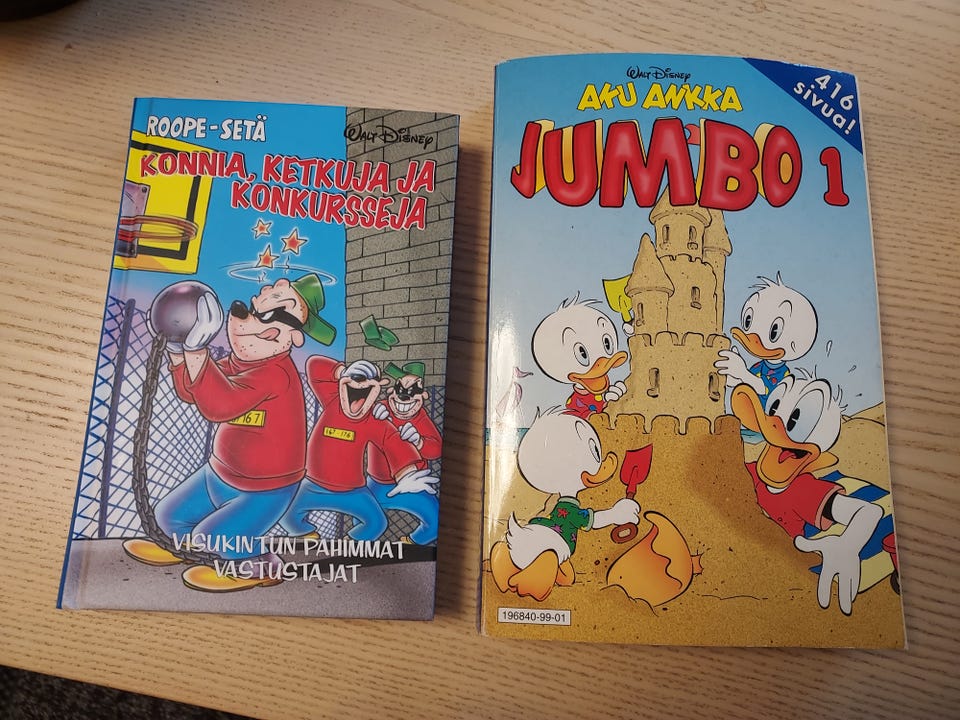 ROOPE-SETÄ
WALT DISNEY
KONNIA, KETKUJA JA
KONKURSSEJA
167
167-176
VISUKINTUN PAHIMMAT
VASTUSTAJAT
WALT DISNEY
AKU ANKKA
JUMBO 1
416
sivua!
196840-99-01